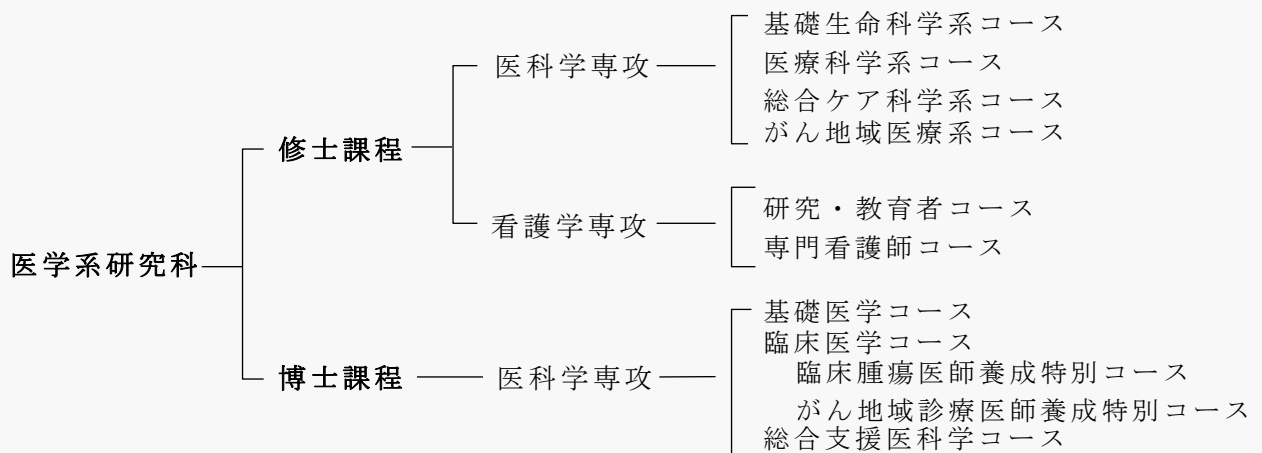 医学系研究科
修士課程
医科学専攻
基礎生命科学系コース
医療科学系コース
総合ケア科学系コース
がん地域医療系コース
看護学専攻
研究・教育者コース
専門看護師コース
博士課程
医科学専攻
基礎医学コース
臨床医学コース
臨床腫瘍医師養成特別コース
がん地域診療医師養成特別コース
総合支援医科学コース